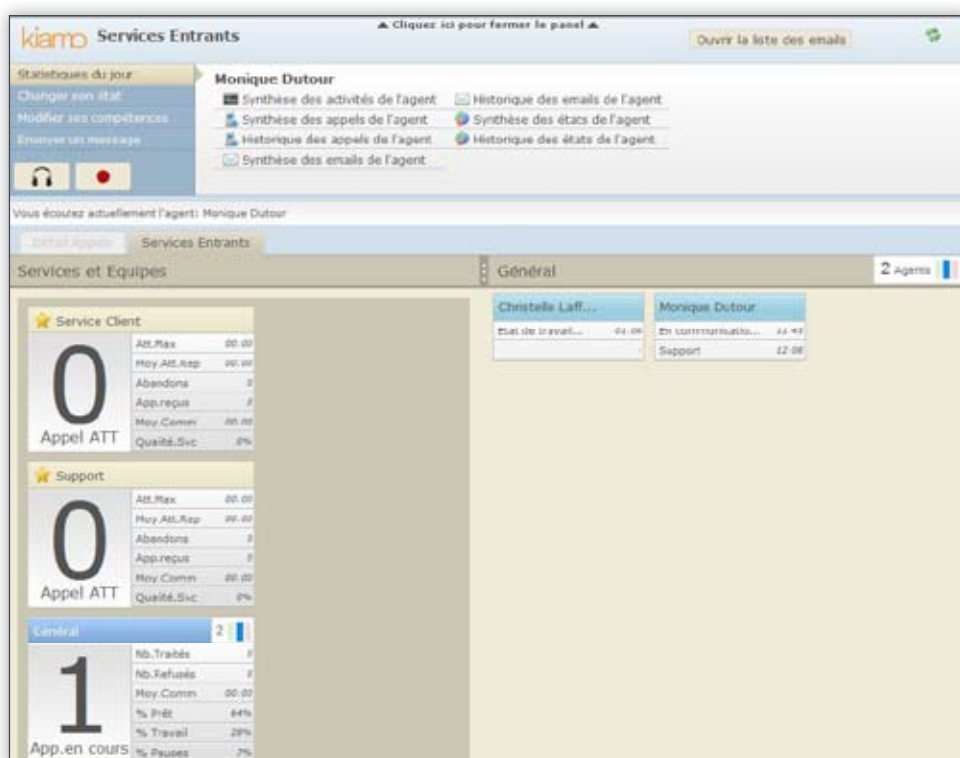 ▲ Cliquez ici pour fermer le panel ▲
kiamo Services Entrants
Ouvrir la liste des emails
Statistiques du jour
Changer son état
Modifier ses compétences
Envoyer un message
Monique Dutour
Synthèse des activités de l'agent
Historique des emails de l'agent
Synthèse des appels de l'agent
Synthèse des états de l'agent
Historique des appels de l'agent
Historique des états de l'agent
Synthèse des emails de l'agent
Vous écoutez actuellement l'agent: Monique Dutour
Détail Appels
Services Entrants
Services et Equipes
Général
2 Agents
Service Client
0
Appel ATT
Att.Max 00:00
Moy.Att.Rep 00:00
Abandons
App.reçus
Moy.Comm 00:00
Qualité.Svc 0%
Support
0
Appel ATT
Att.Max 00:00
Moy.Att.Rep 00:00
Abandons
App.reçus
Moy.Comm 00:00
Qualité.Svc 0%
Général 2
1
App.en cours
Nb.Traités
Nb.Refusés
Moy.Comm 00:00
% Prêt 64%
% Travail 28%
% Pauses 7%
Christelle Laff...
Etat de travail...
Monique Dutour
En communicatio...
Support 12:08